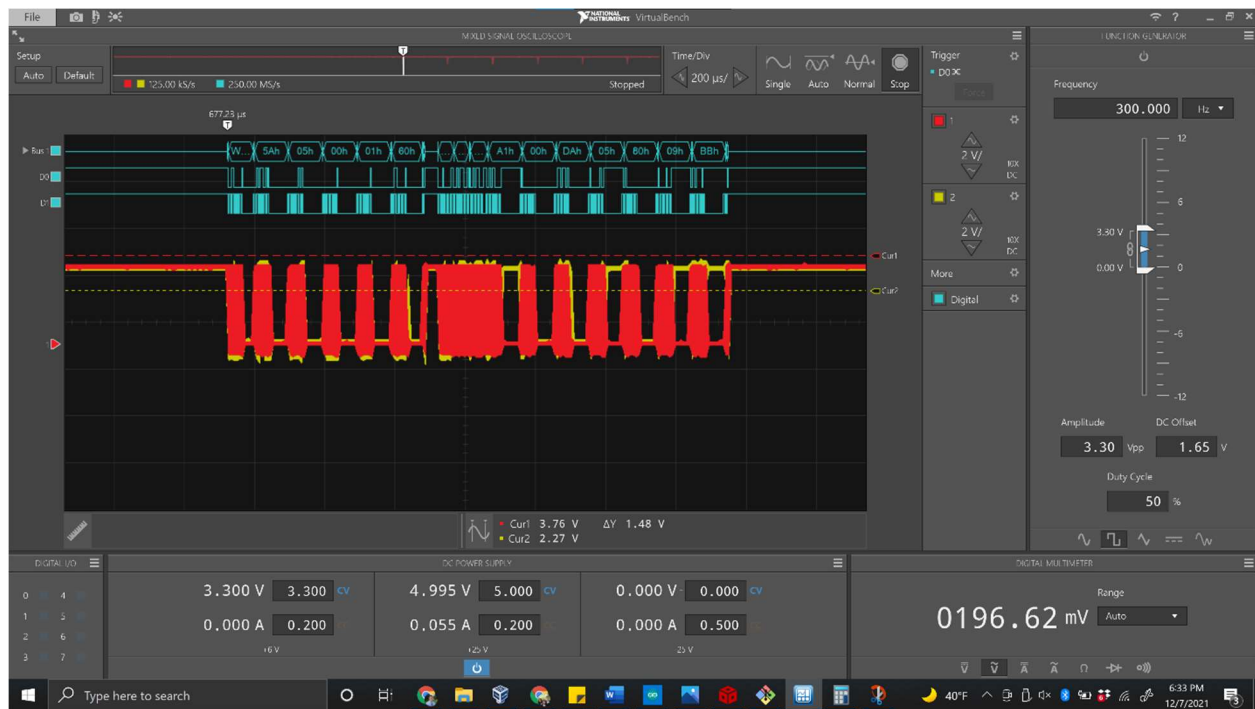 File
NATIONAL INSTRUMENTS VirtualBench
?
MIXED SIGNAL OSCILLOSCOPE
FUNCTION GENERATOR
Setup
Auto Default
T
125.00 kS/s 250.00 MS/s Stopped
Time/Div
200 µs/
Single Auto Normal Stop
Trigger
D0
Force
Frequency
300.000 Hz
677.23 µs
T
Bus 1
W... 5Ah 05h 00h 01h 60h ... ... ... A1h 00h DAh 05h 80h 09h BBh
D0
D1
1
2 V/
10X
DC
2
2 V/
10X
DC
More
Digital
Cur1
Cur2
1
12
6
3.30 V
0.00 V
0
-6
-12
Amplitude DC Offset
3.30 Vpp 1.65 V
Duty Cycle
50 %
Cur1 3.76 V ΔY 1.48 V
Cur2 2.27 V
DIGITAL I/O
DC POWER SUPPLY
DIGITAL MULTIMETER
0 4
1 5
2 6
3 7
3.300 V 3.300 CV 4.995 V 5.000 CV 0.000 V 0.000 CV
0.000 A 0.200 0.055 A 0.200 0.000 A 0.500
+6 V +25 V 25 V
0196.62 mV
Range
Auto
V V A A Ω
Type here to search
40°F
6:33 PM
12/7/2021
3